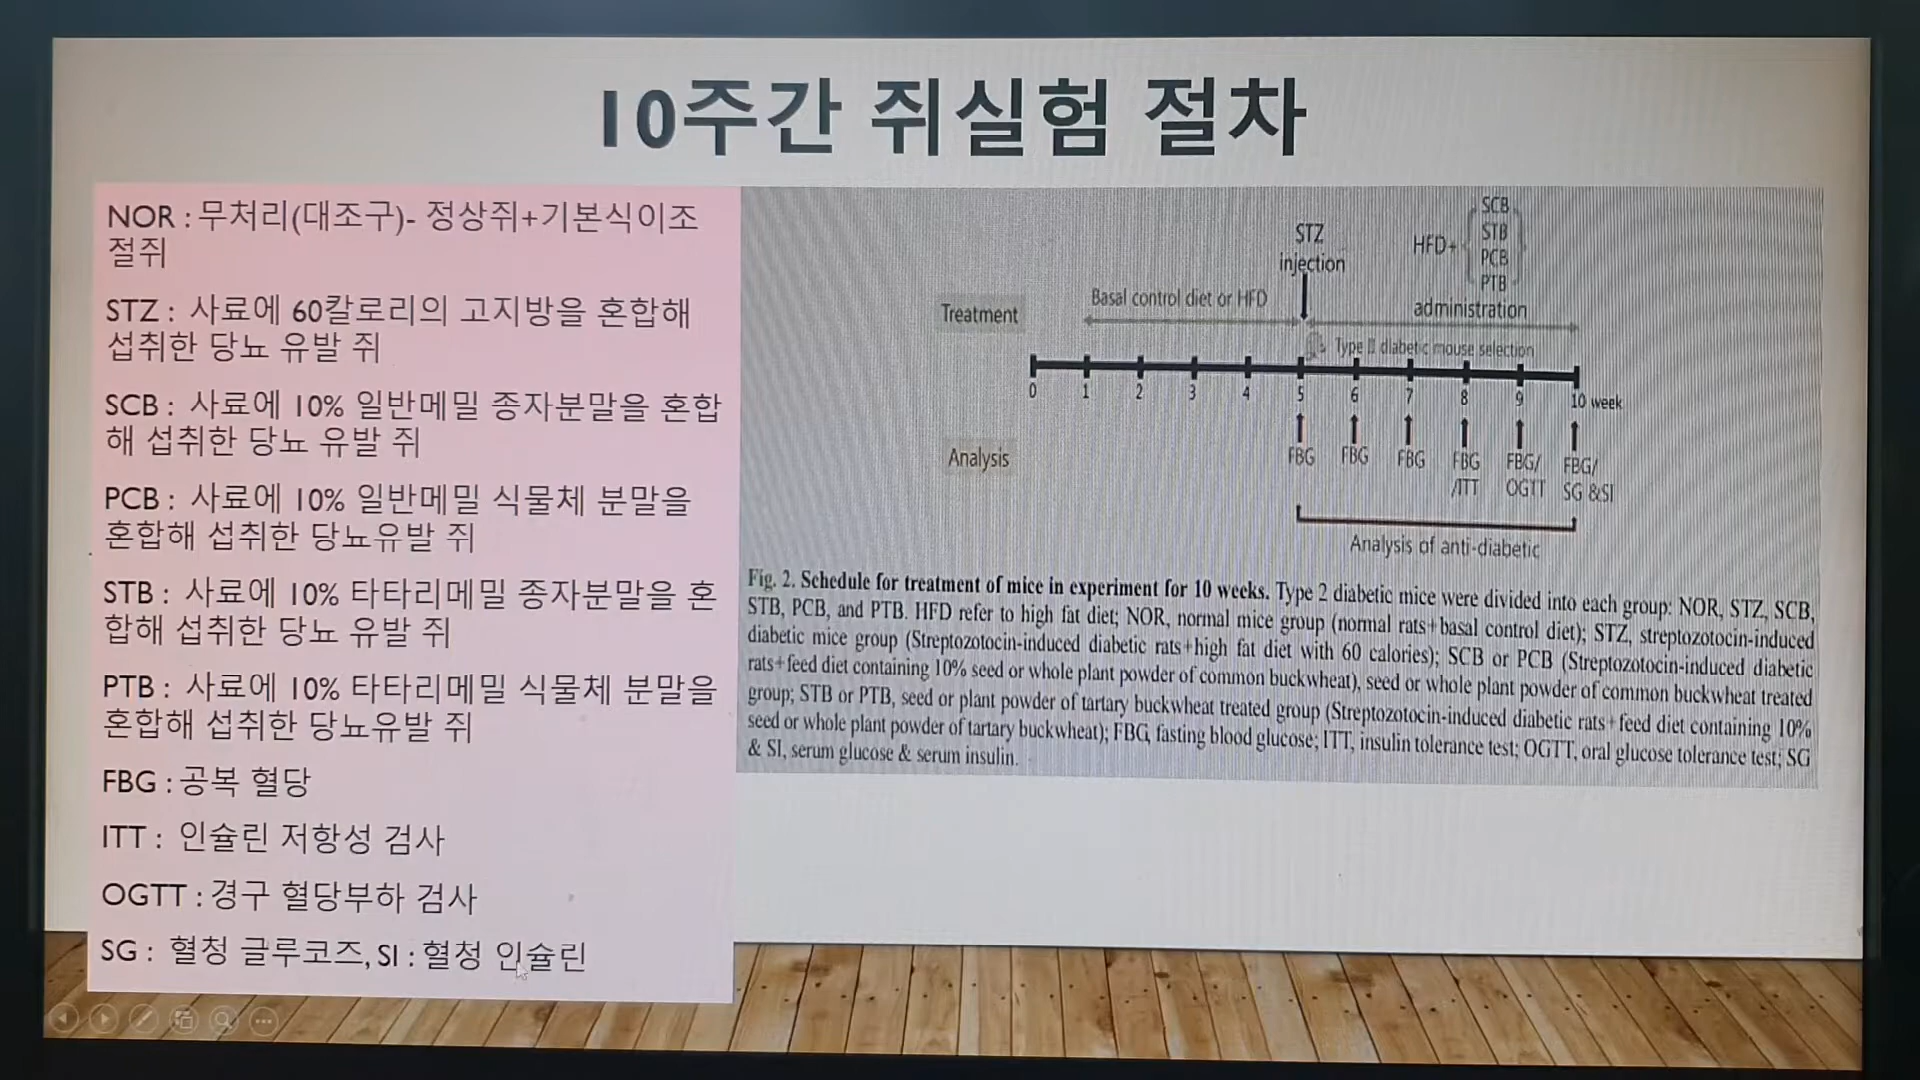 10주간 쥐실험 절차
NOR : 무처리(대조구)- 정상쥐+기본식이조
절쥐
STZ : 사료에 60칼로리의 고지방을 혼합해
섭취한 당뇨 유발 쥐
SCB : 사료에 10% 일반메밀 종자분말을 혼합
해 섭취한 당뇨 유발 쥐
PCB : 사료에 10% 일반메밀 식물체 분말을
혼합해 섭취한 당뇨유발 쥐
STB : 사료에 10% 타타리메밀 종자분말을 혼
합해 섭취한 당뇨 유발 쥐
PTB : 사료에 10% 타타리메밀 식물체 분말을
혼합해 섭취한 당뇨유발 쥐
FBG : 공복 혈당
ITT : 인슐린 저항성 검사
OGTT : 경구 혈당부하 검사
SG : 혈청 글루코즈, SI : 혈청 인슐린
SCB
STB
PCB
PTB
HFD+
administration
STZ
injection
Treatment
Basal control diet or HFD
Type II diabetic mouse selection
0 1 2 3 4 5 6 7 8 9 10 week
Analysis
FBG FBG FBG FBG FBG/ FBG/
/ITT OGTT SG &SI
Analysis of anti-diabetic
Fig. 2. Schedule for treatment of mice in experiment for 10 weeks. Type 2 diabetic mice were divided into each group: NOR, STZ, SCB,
STB, PCB, and PTB. HFD refer to high fat diet; NOR, normal mice group (normal rats+basal control diet); STZ, streptozotocin-induced
diabetic mice group (Streptozotocin-induced diabetic rats+high fat diet with 60 calories); SCB or PCB (Streptozotocin-induced diabetic
rats+feed diet containing 10% seed or whole plant powder of common buckwheat), seed or whole plant powder of common buckwheat treated
group; STB or PTB, seed or plant powder of tartary buckwheat treated group (Streptozotocin-induced diabetic rats+feed diet containing 10%
seed or whole plant powder of tartary buckwheat); FBG, fasting blood glucose; ITT, insulin tolerance test; OGTT, oral glucose tolerance test; SG
& SI, serum glucose & serum insulin.